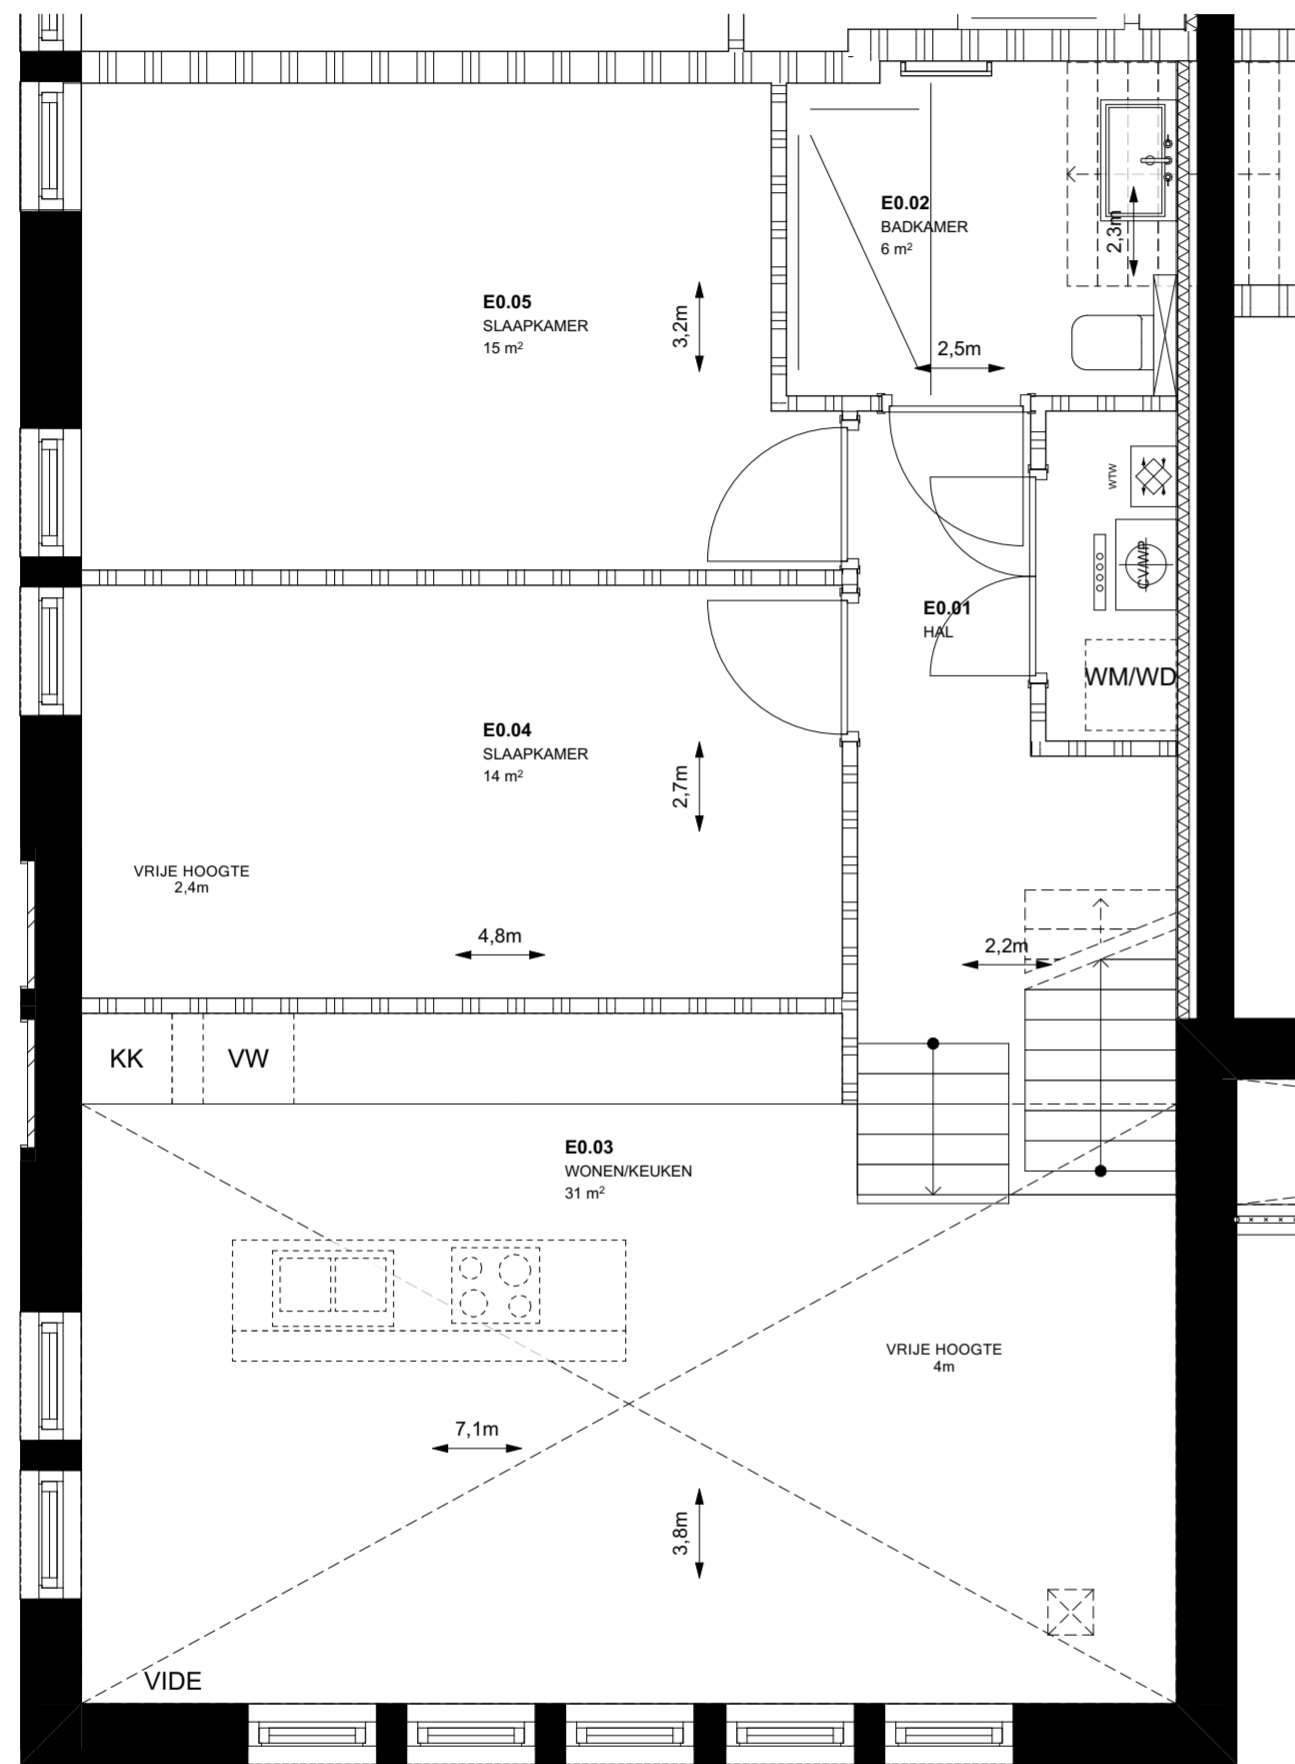 E0.02
BADKAMER
6 m²
2,3m
E0.05
SLAAPKAMER
15 m²
3,2m
2,5m
WTW
CV/WP
E0.01
HAL
WM/WD
E0.04
SLAAPKAMER
14 m²
2,7m
VRIJE HOOGTE
2,4m
4,8m
2,2m
KK
VW
E0.03
WONEN/KEUKEN
31 m²
VRIJE HOOGTE
4m
7,1m
3,8m
VIDE